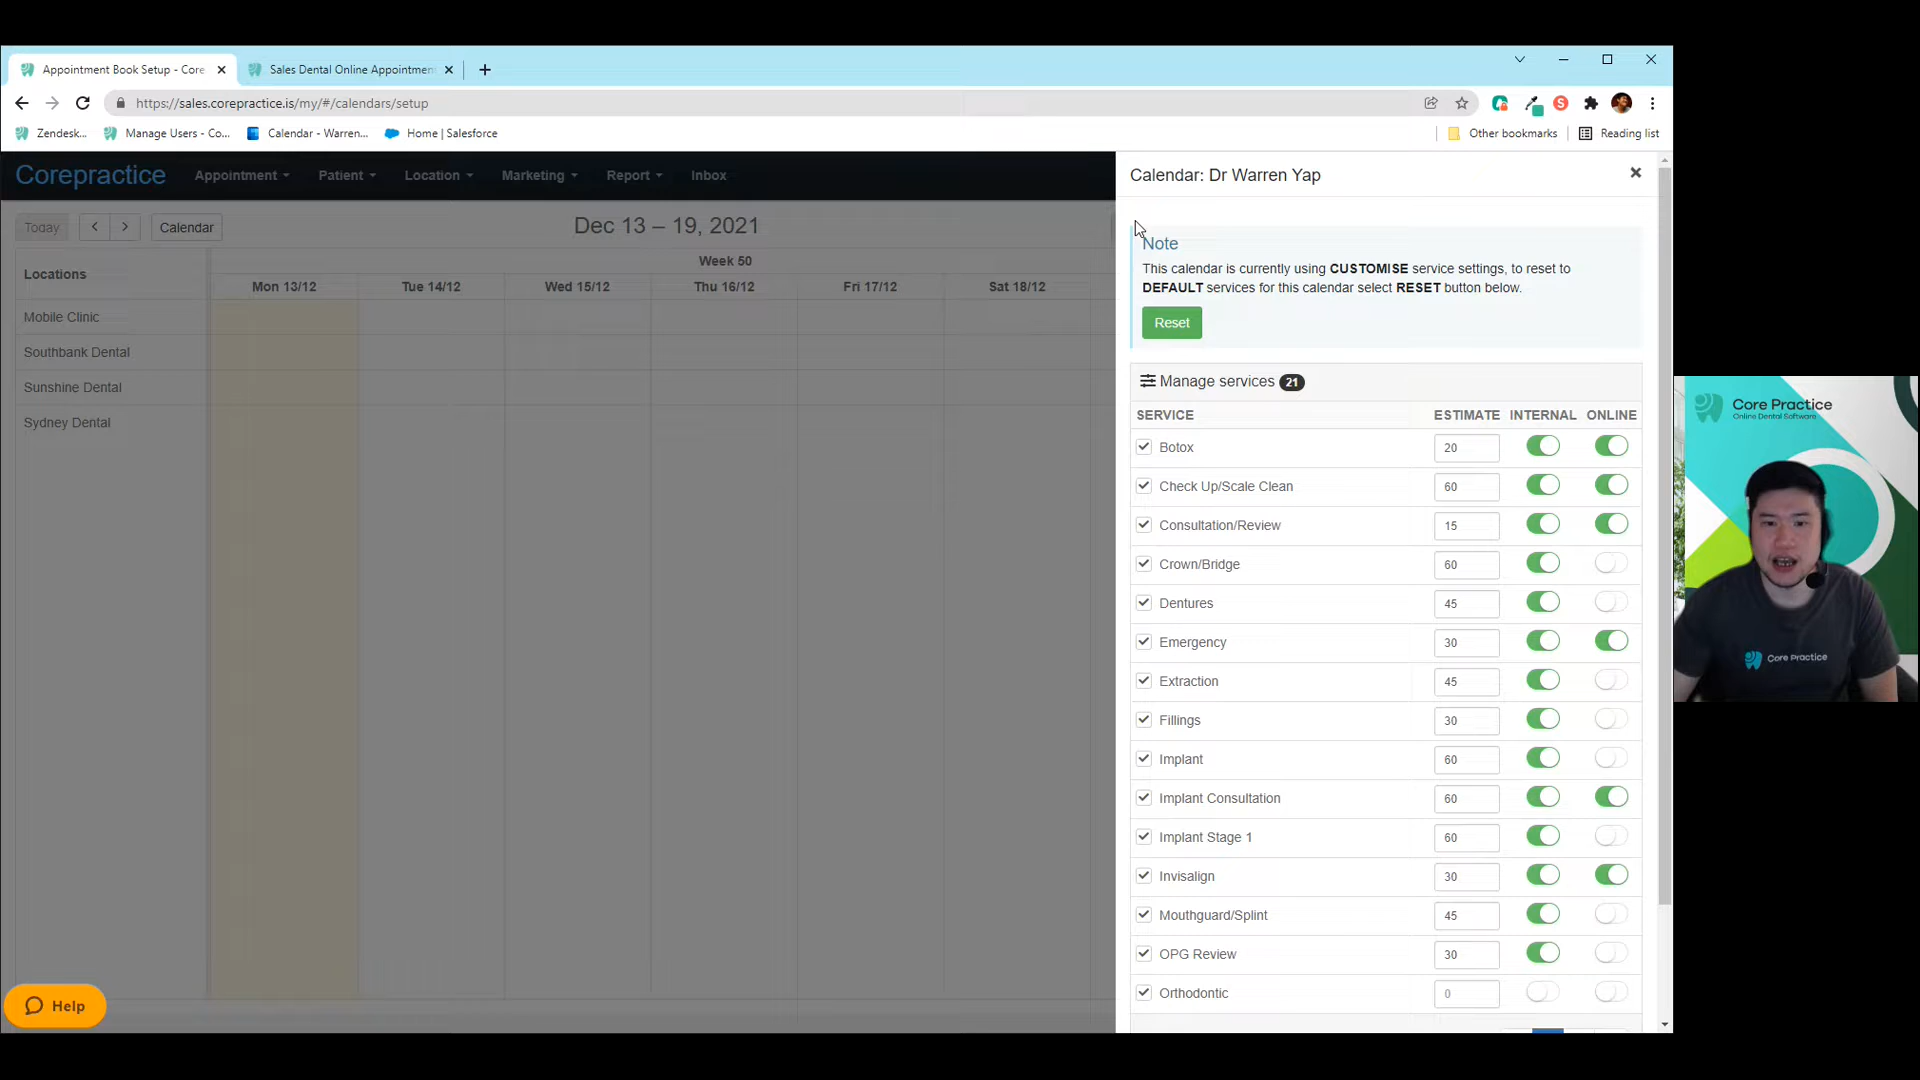 Appointment Book Setup - Core
Sales Dental Online Appointment
https://sales.corepractice.is/my/#/calendars/setup
S
Zendesk...
Manage Users - Co...
Calendar - Warren...
Home | Salesforce
Other bookmarks
Reading list
Corepractice
Appointment
Patient
Location
Marketing
Report
Inbox
Today
Calendar
Dec 13 – 19, 2021
Locations
Week 50
Mon 13/12
Tue 14/12
Wed 15/12
Thu 16/12
Fri 17/12
Sat 18/12
Mobile Clinic
Southbank Dental
Sunshine Dental
Sydney Dental
Help
Calendar: Dr Warren Yap
Note
This calendar is currently using CUSTOMISE service settings, to reset to
DEFAULT services for this calendar select RESET button below.
Reset
Manage services 21
SERVICE ESTIMATE INTERNAL ONLINE
Botox 20
Check Up/Scale Clean 60
Consultation/Review 15
Crown/Bridge 60
Dentures 45
Emergency 30
Extraction 45
Fillings 30
Implant 60
Implant Consultation 60
Implant Stage 1 60
Invisalign 30
Mouthguard/Splint 45
OPG Review 30
Orthodontic 0
Core Practice
Online Dental Software
Core Practice